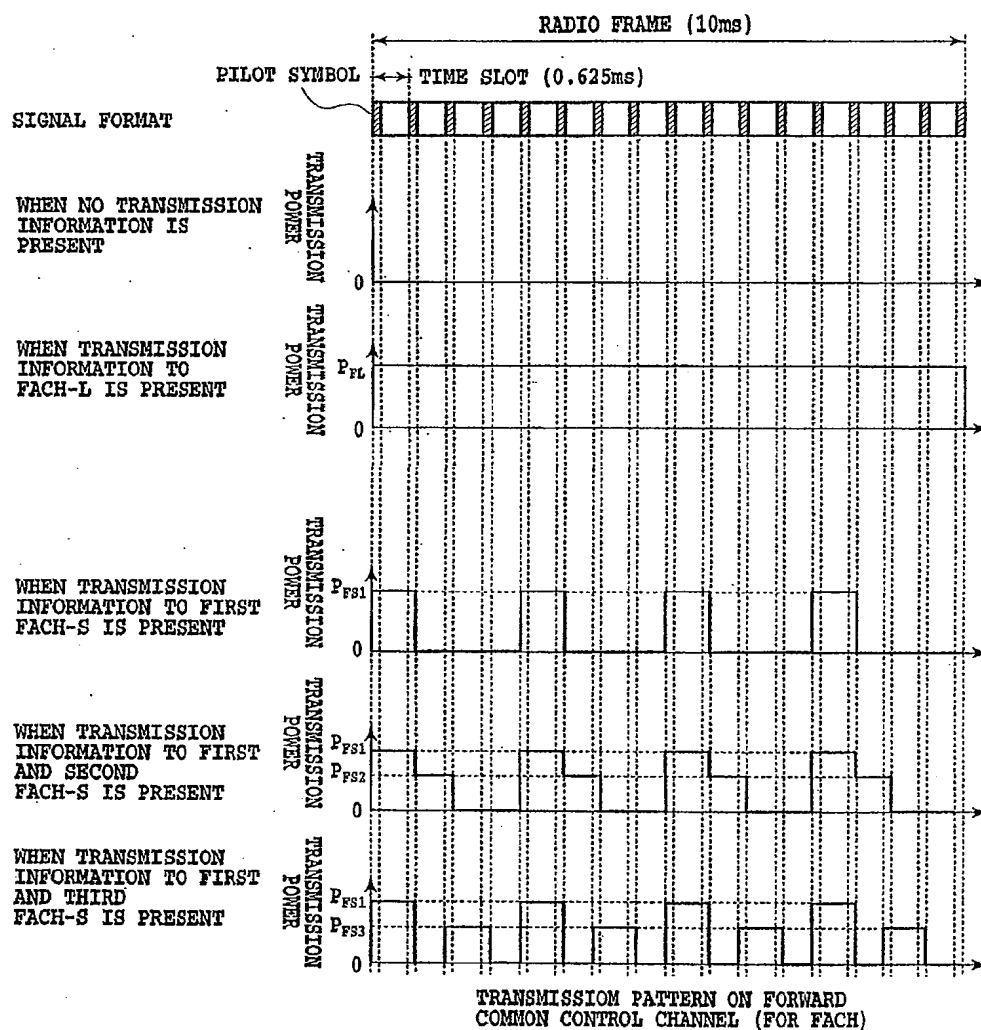 RADIO FRAME (10ms)
PILOT SYMBOL
TIME SLOT (0.625ms)
SIGNAL FORMAT
WHEN NO TRANSMISSION
INFORMATION IS
PRESENT
TRANSMISSION
POWER
0
WHEN TRANSMISSION
INFORMATION TO
FACH-L IS PRESENT
TRANSMISSION
POWER
PFL
0
WHEN TRANSMISSION
INFORMATION TO FIRST
FACH-S IS PRESENT
TRANSMISSION
POWER
PFS1
0
WHEN TRANSMISSION
INFORMATION TO FIRST
AND SECOND
FACH-S IS PRESENT
TRANSMISSION
POWER
PFS1
PFS2
0
WHEN TRANSMISSION
INFORMATION TO FIRST
AND THIRD
FACH-S IS PRESENT
TRANSMISSION
POWER
PFS1
PFS3
0
TRANSMISSIOM PATTERN ON FORWARD
COMMON CONTROL CHANNEL (FOR FACH)